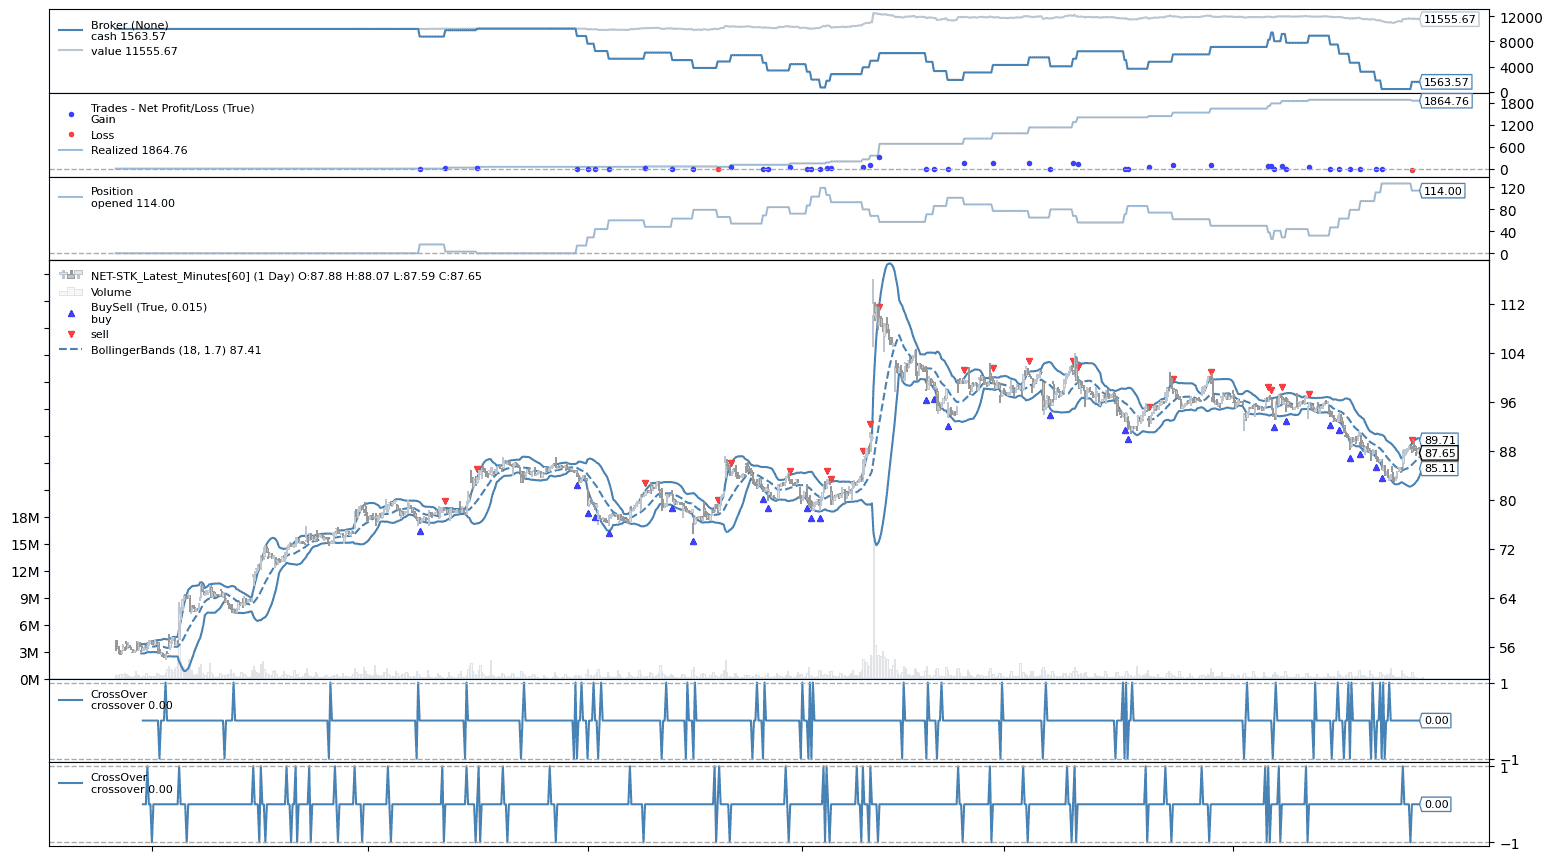 Broker (None)
cash 1563.57
value 11555.67
11555.67
1563.57
12000
8000
4000
0
Trades - Net Profit/Loss (True)
Gain
Loss
Realized 1864.76
1864.76
1800
1200
600
0
Position
opened 114.00
114.00
120
80
40
0
NET-STK_Latest_Minutes[60] (1 Day) O:87.88 H:88.07 L:87.59 C:87.65
Volume
BuySell (True, 0.015)
buy
sell
BollingerBands (18, 1.7) 87.41
18M
15M
12M
9M
6M
3M
0M
112
104
96
88
80
72
64
56
89.71
87.65
85.11
CrossOver
crossover 0.00
0.00
1
−1
CrossOver
crossover 0.00
0.00
1
−1